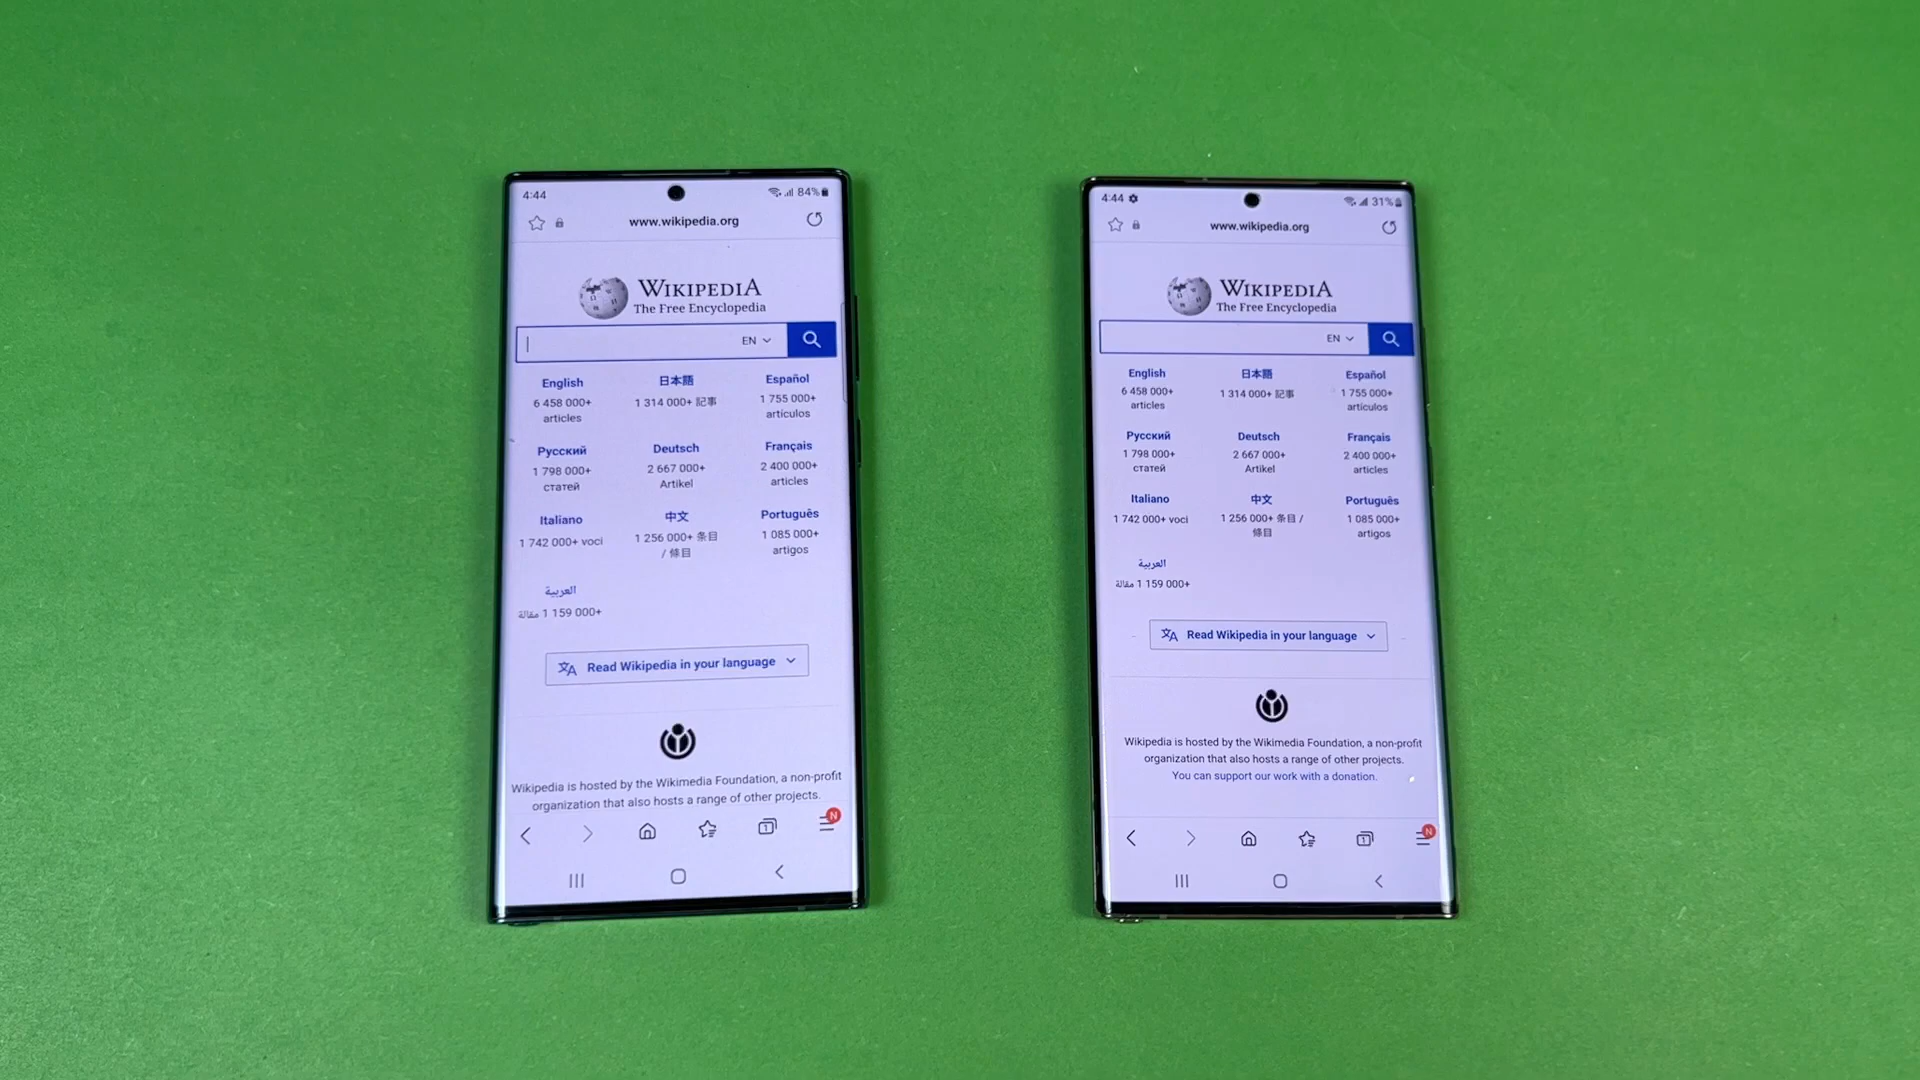 4:44 84%
www.wikipedia.org
WIKIPEDIA
The Free Encyclopedia
EN
English 日本語 Español
6 458 000+ 1 314 000+ 記事 1 755 000+
articles artículos
Русский Deutsch Français
1 798 000+ 2 667 000+ 2 400 000+
статей Artikel articles
Italiano 中文 Português
1 742 000+ voci 1 256 000+ 条目 1 085 000+
/ 條目 artigos
العربية
1 159 000+ مقالة
Read Wikipedia in your language
Wikipedia is hosted by the Wikimedia Foundation, a non-profit
organization that also hosts a range of other projects.
1 N
4:44 31%
www.wikipedia.org
WIKIPEDIA
The Free Encyclopedia
EN
English 日本語 Español
6 458 000+ 1 314 000+ 記事 1 755 000+
articles artículos
Русский Deutsch Français
1 798 000+ 2 667 000+ 2 400 000+
статей Artikel articles
Italiano 中文 Português
1 742 000+ voci 1 256 000+ 条目 / 1 085 000+
條目 artigos
العربية
1 159 000+ مقالة
Read Wikipedia in your language
Wikipedia is hosted by the Wikimedia Foundation, a non-profit
organization that also hosts a range of other projects.
You can support our work with a donation.
1 N